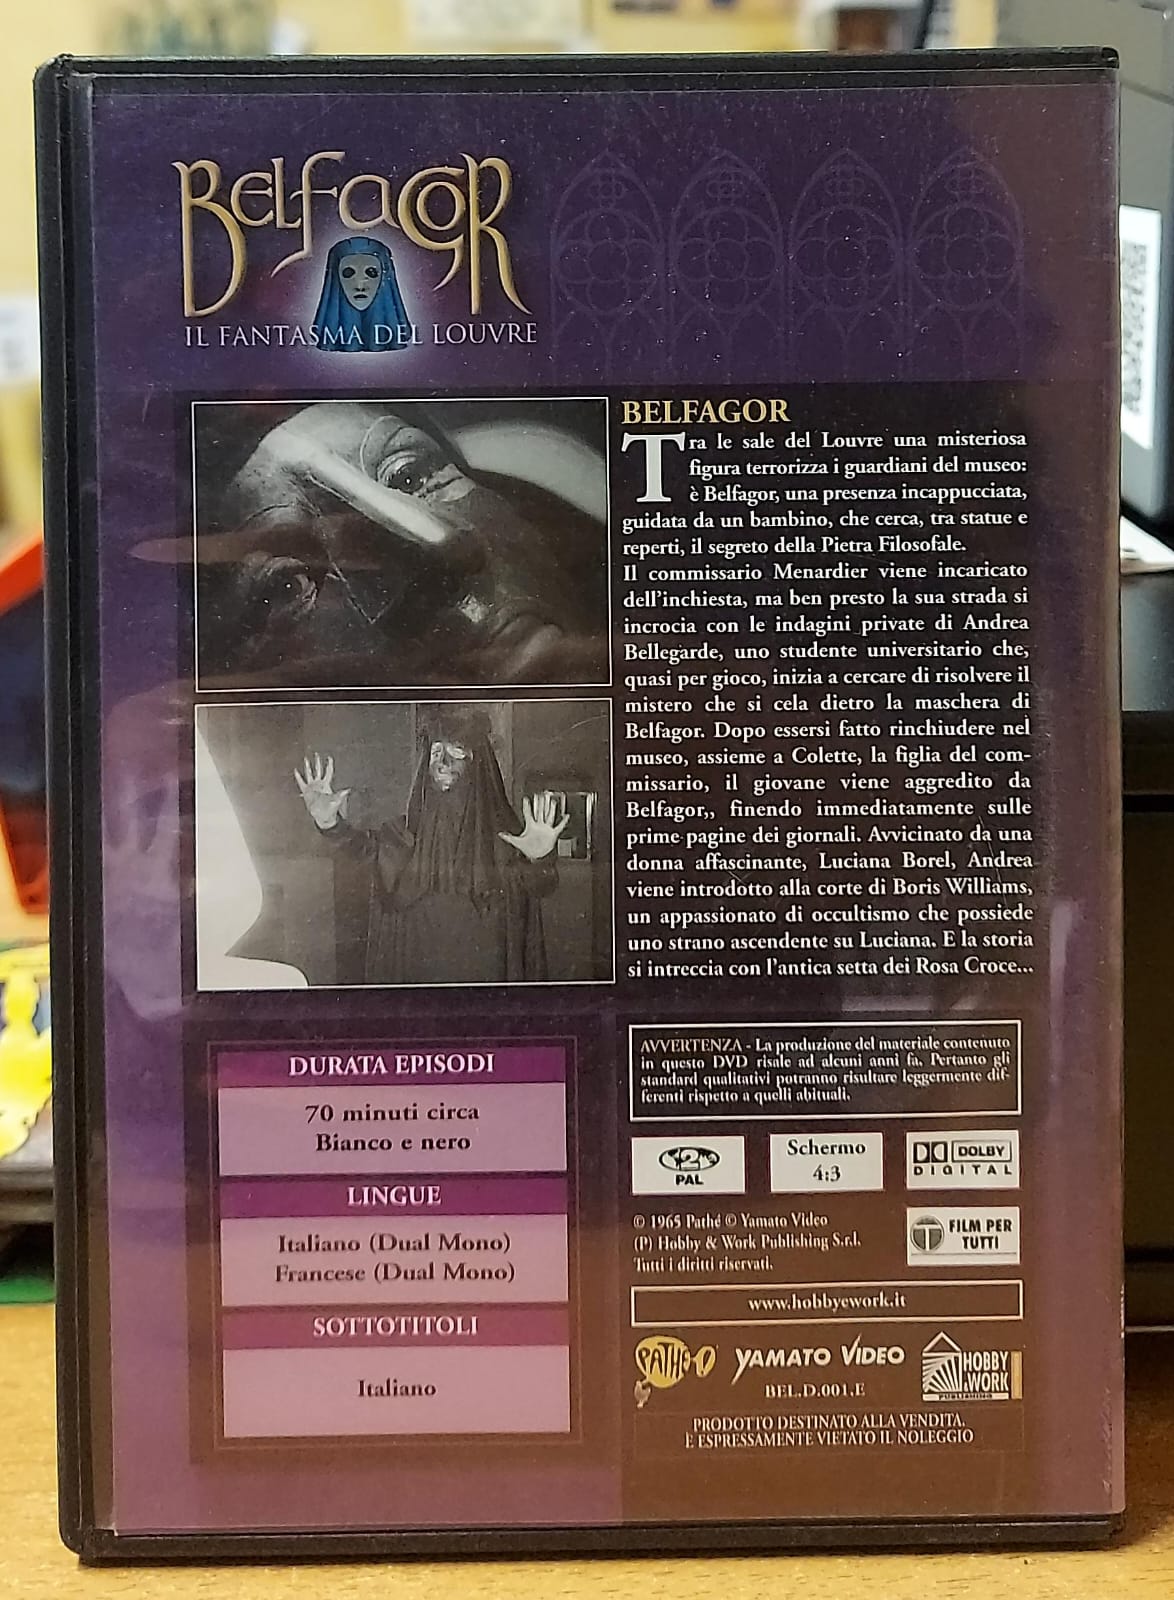 BELFAGOR
IL FANTASMA DEL LOUVRE
BELFAGOR
Tra le sale del Louvre una misteriosa
figura terrorizza i guardiani del museo:
è Belfagor, una presenza incappucciata,
guidata da un bambino, che cerca, tra statue e
reperti, il segreto della Pietra Filosofale.
Il commissario Menardier viene incaricato
dell'inchiesta, ma ben presto la sua strada si
incrocia con le indagini private di Andrea
Bellegarde, uno studente universitario che,
quasi per gioco, inizia a cercare di risolvere il
mistero che si cela dietro la maschera di
Belfagor. Dopo essersi fatto rinchiudere nel
museo, assieme a Colette, la figlia del com-
missario, il giovane viene aggredito da
Belfagor,, finendo immediatamente sulle
prime pagine dei giornali. Avvicinato da una
donna affascinante, Luciana Borel, Andrea
viene introdotto alla corte di Boris Williams,
un appassionato di occultismo che possiede
uno strano ascendente su Luciana. E la storia
si intreccia con l'antica setta dei Rosa Croce...
DURATA EPISODI
70 minuti circa
Bianco e nero
LINGUE
Italiano (Dual Mono)
Francese (Dual Mono)
SOTTOTITOLI
Italiano
AVVERTENZA - La produzione del materiale contenuto
in questo DVD risale ad alcuni anni fa. Pertanto gli
standard qualitativi potranno risultare leggermente dif-
ferenti rispetto a quelli abituali.
2
PAL
Schermo
4:3
DOLBY
DIGITAL
© 1965 Pathé © Yamato Video
(P) Hobby & Work Publishing S.r.l.
Tutti i diritti riservati.
T FILM PER
TUTTI
www.hobbyework.it
PATHÉ
YAMATO VIDEO
BEL.D.001.E
HOBBY
&WORK
PUBLISHING
PRODOTTO DESTINATO ALLA VENDITA.
È ESPRESSAMENTE VIETATO IL NOLEGGIO